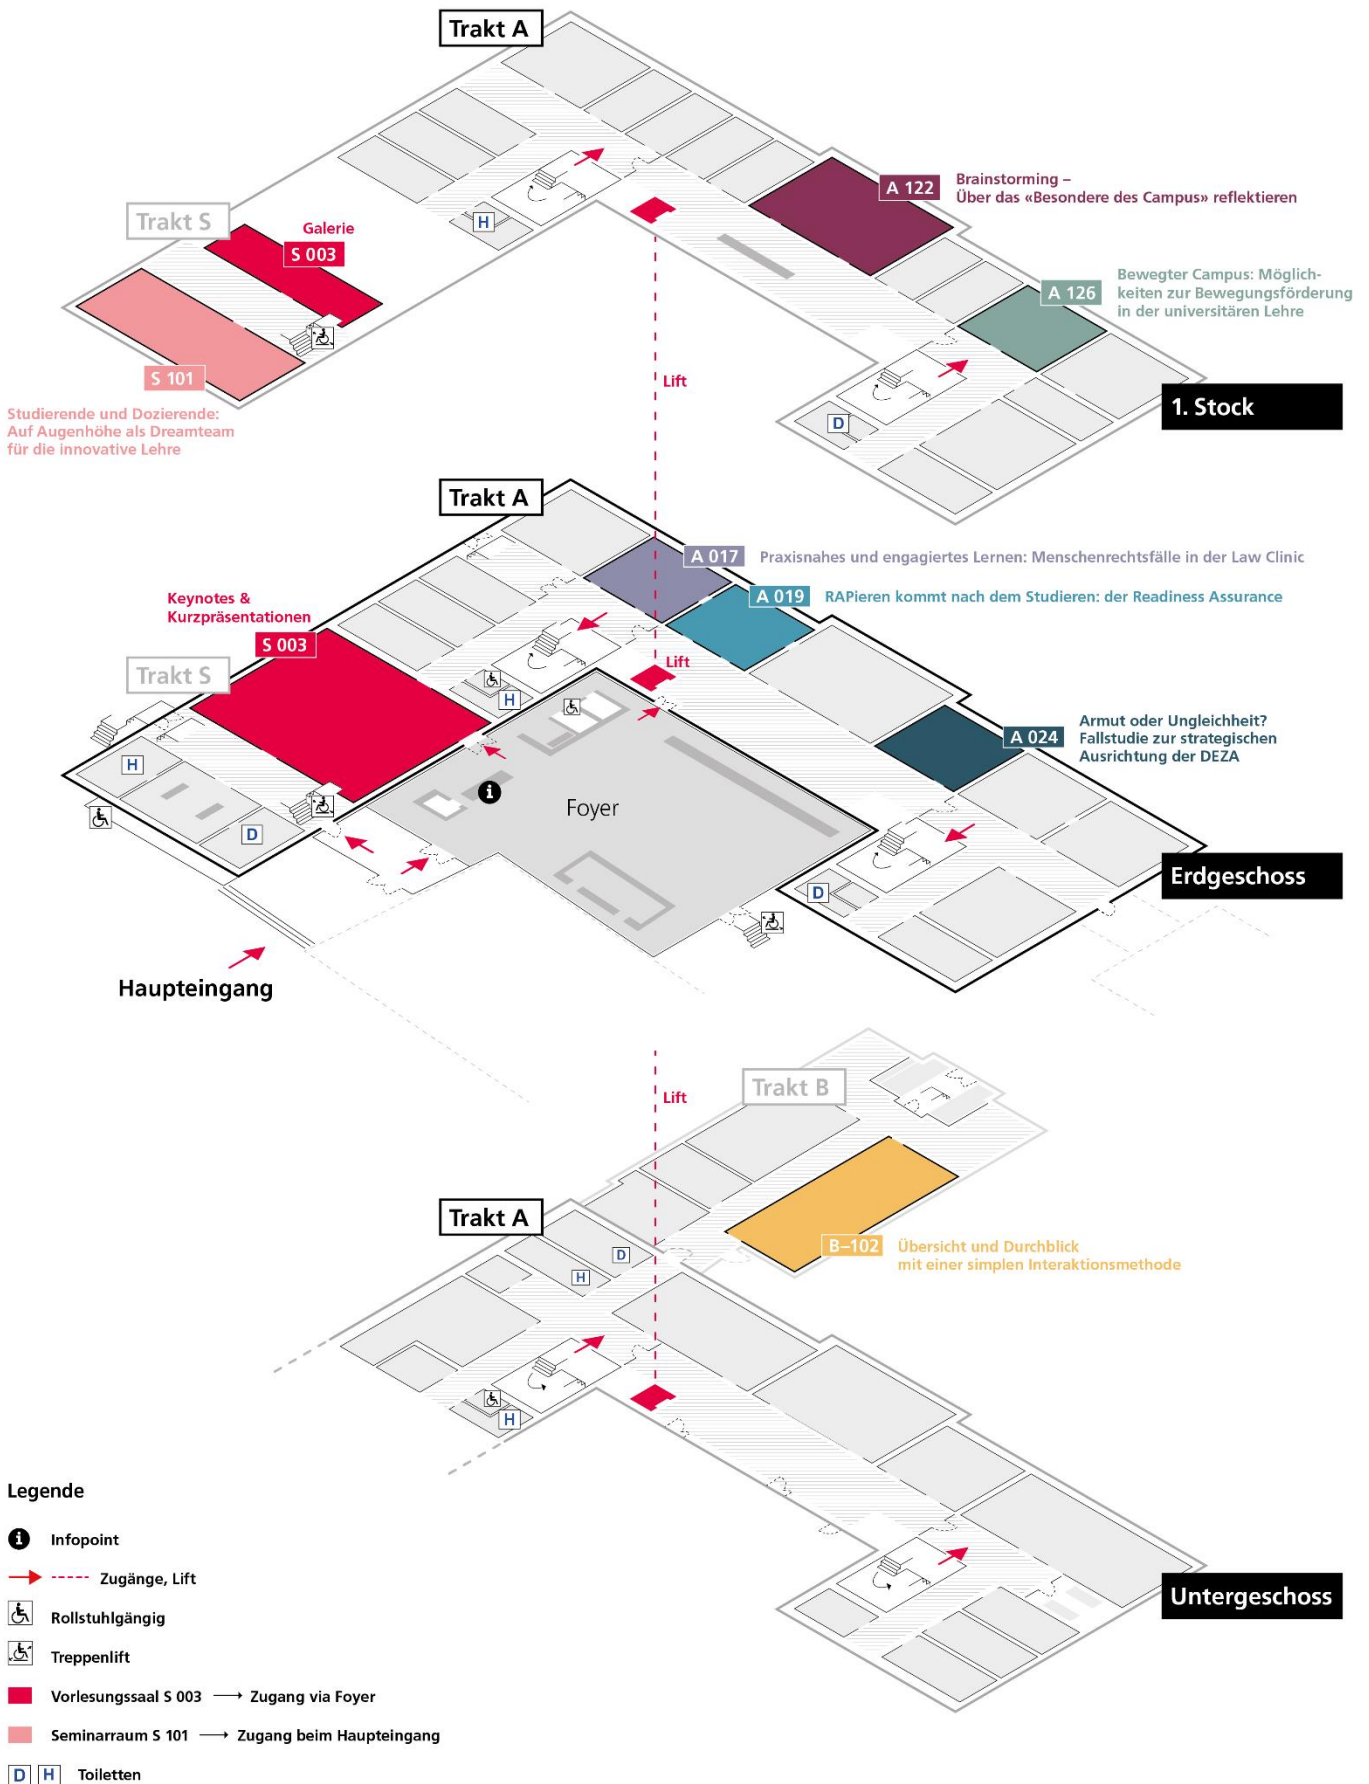 Trakt A
A 122
Brainstorming –
Über das «Besondere des Campus» reflektieren
H
Trakt S
Galerie
S 003
A 126
Bewegter Campus: Möglich-
keiten zur Bewegungsförderung
in der universitären Lehre
S 101
Studierende und Dozierende:
Auf Augenhöhe als Dreamteam
für die innovative Lehre
Lift
D
1. Stock
Trakt A
A 017
Praxisnahes und engagiertes Lernen: Menschenrechtsfälle in der Law Clinic
A 019
RAPieren kommt nach dem Studieren: der Readiness Assurance
Keynotes &
Kurzpräsentationen
S 003
Trakt S
Lift
H
A 024
Armut oder Ungleichheit?
Fallstudie zur strategischen
Ausrichtung der DEZA
H
i
Foyer
D
D
Erdgeschoss
Haupteingang
Lift
Trakt B
Trakt A
D
H
B–102
Übersicht und Durchblick
mit einer simplen Interaktionsmethode
H
Untergeschoss
Legende
i Infopoint
Zugänge, Lift
Rollstuhlgängig
Treppenlift
Vorlesungssaal S 003 → Zugang via Foyer
Seminarraum S 101 → Zugang beim Haupteingang
D H Toiletten